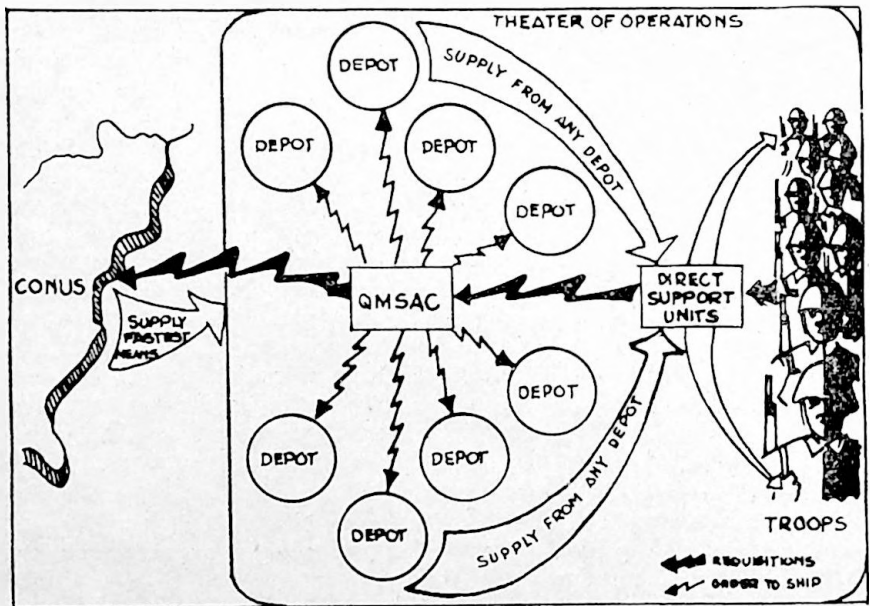 THEATER OF OPERATIONS
DEPOT
SUPPLY FROM ANY DEPOT
DEPOT
DEPOT
DEPOT
CONUS
QMSAC
DIRECT
SUPPORT
UNITS
SUPPLY
FASTEST
MEANS
DEPOT
DEPOT
DEPOT
DEPOT
SUPPLY FROM ANY DEPOT
TROOPS
REQUISITIONS
ORDER TO SHIP